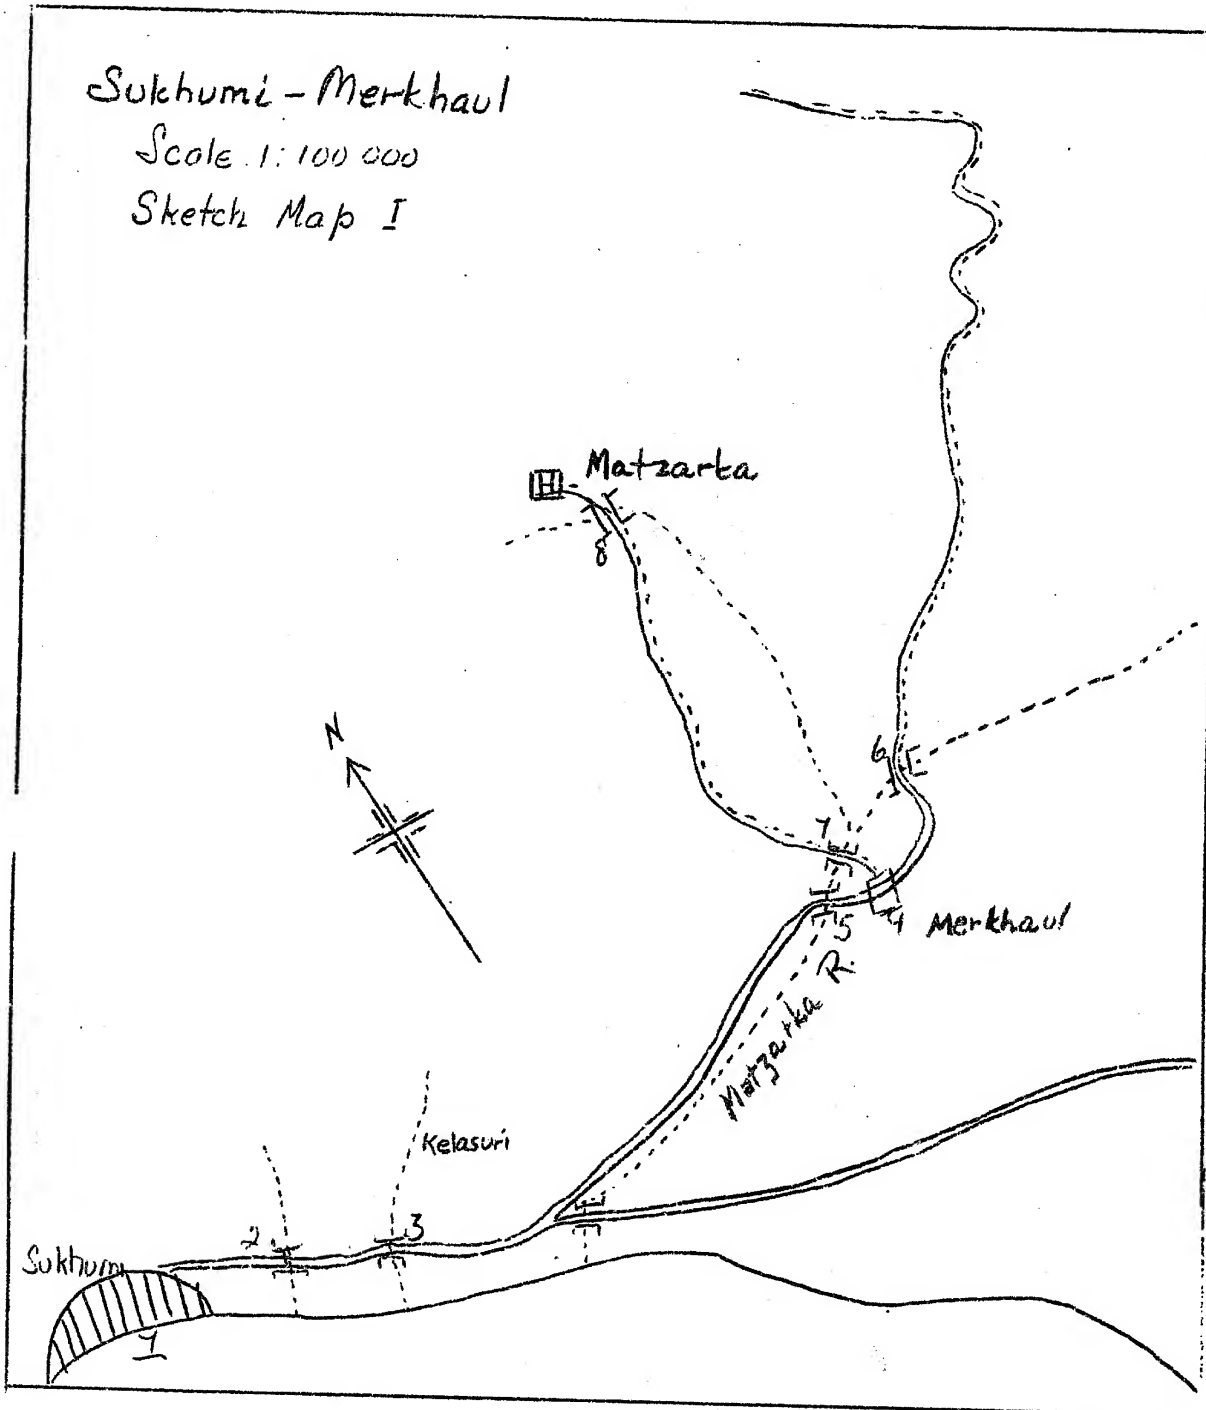 Sukhumi - Merkhaul
Scale 1:100 000
Sketch Map I
H - Matzarka
8
N
6
7
5
4 Merkhaul
Matzarka R.
Kelasuri
2
3
Sukhumi
1